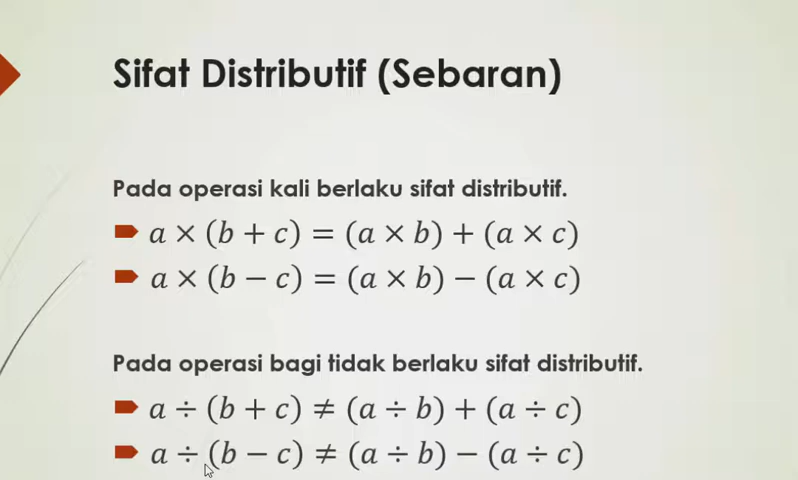 Sifat Distributif (Sebaran)
Pada operasi kali berlaku sifat distributif.
a × (b + c) = (a × b) + (a × c)
a × (b − c) = (a × b) − (a × c)
Pada operasi bagi tidak berlaku sifat distributif.
a ÷ (b + c) ≠ (a ÷ b) + (a ÷ c)
a ÷ (b − c) ≠ (a ÷ b) − (a ÷ c)